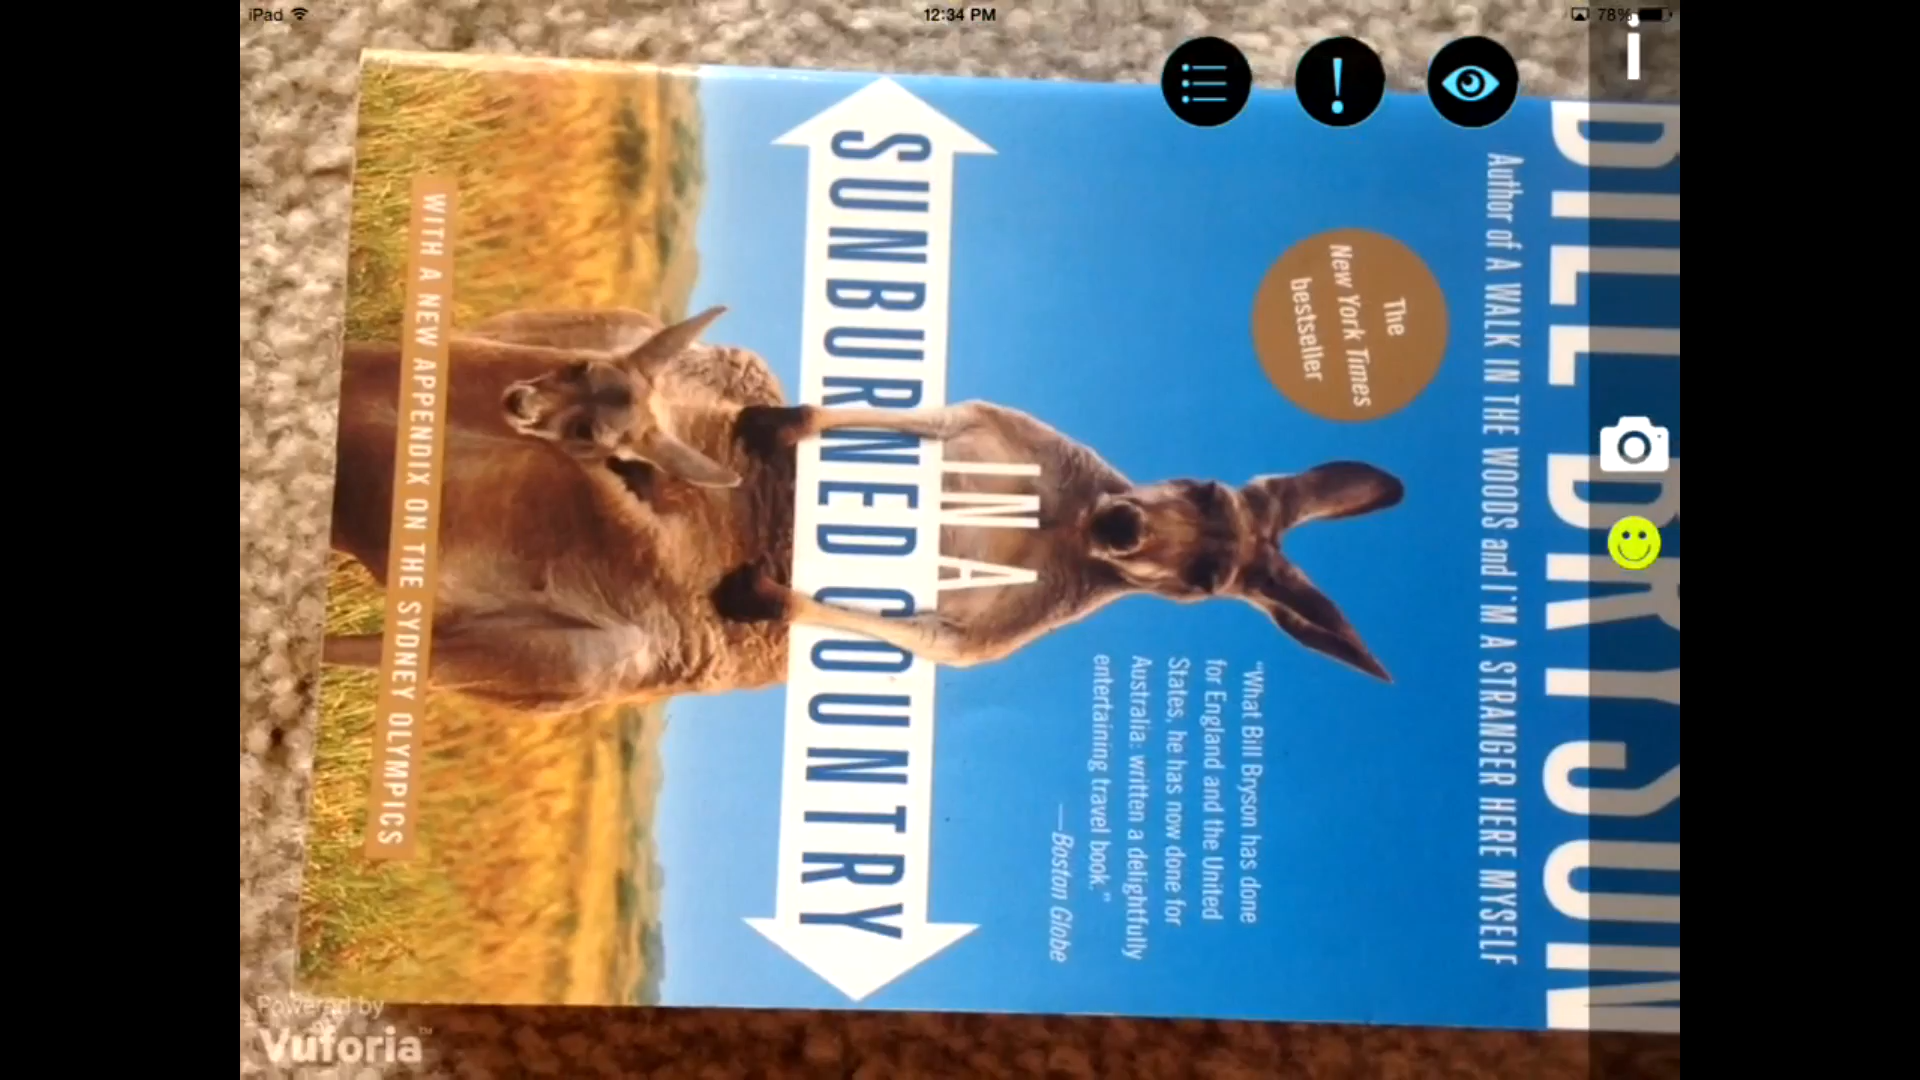 iPad
12:34 PM
78%
BILL BRYSON
Author of A WALK IN THE WOODS and I'M A STRANGER HERE MYSELF
The
New York Times
bestseller
"What Bill Bryson has done
for England and the United
States, he has now done for
Australia: written a delightfully
entertaining travel book."
—Boston Globe
IN A
SUNBURNED COUNTRY
WITH A NEW APPENDIX ON THE SYDNEY OLYMPICS
Powered by
Vuforia™